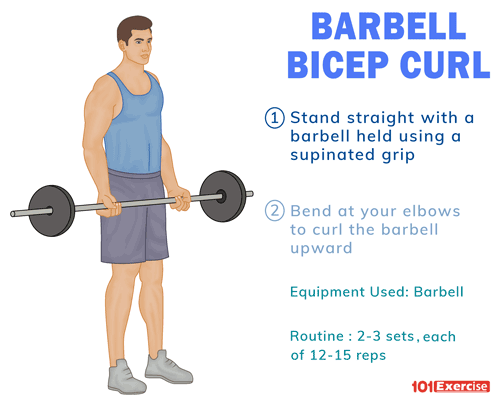 BARBELL
BICEP CURL
1 Stand straight with a
barbell held using a
supinated grip
2 Bend at your elbows
to curl the barbell
upward
Equipment Used: Barbell
Routine : 2-3 sets, each
of 12-15 reps
101Exercise